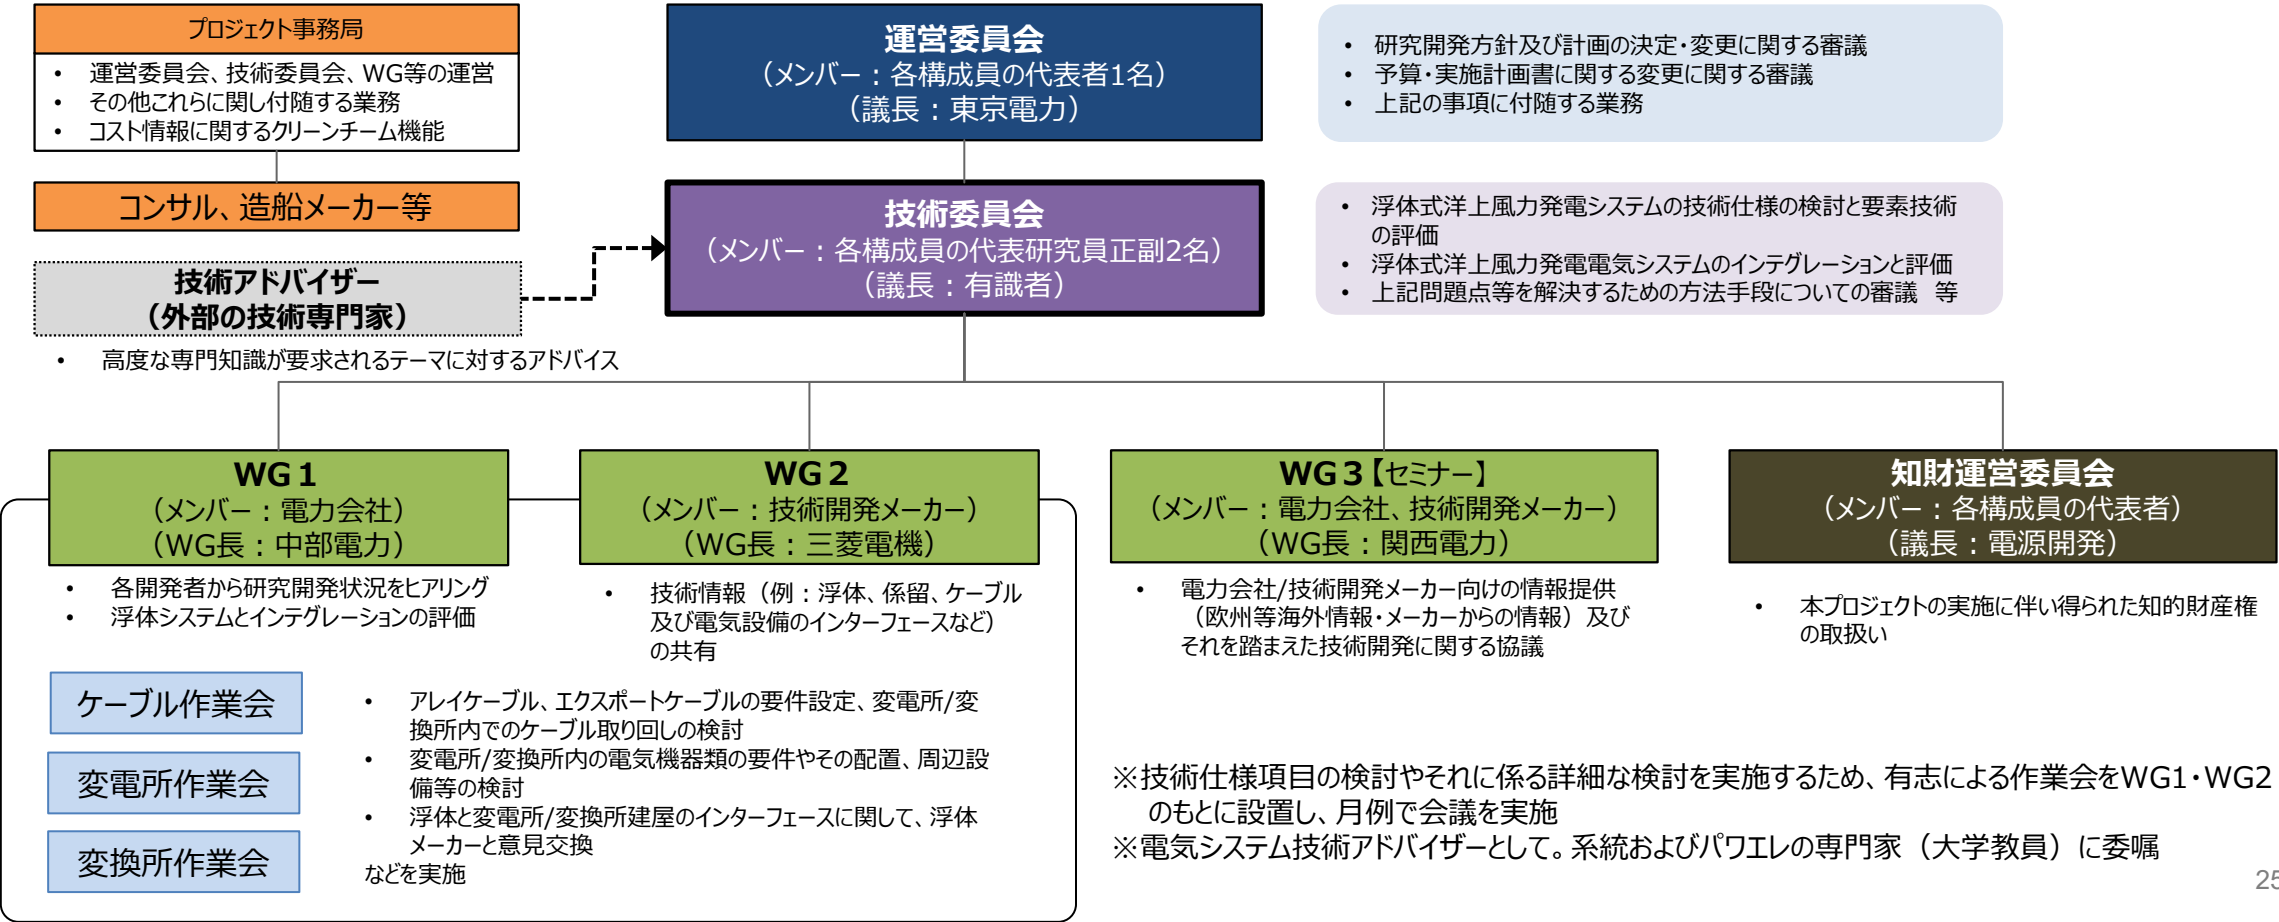 プロジェクト事務局
• 運営委員会、技術委員会、WG等の運営
• その他これらに関し付随する業務
• コスト情報に関するクリーンチーム機能
コンサル、造船メーカー等
技術アドバイザー
（外部の技術専門家）
• 高度な専門知識が要求されるテーマに対するアドバイス
運営委員会
（メンバー：各構成員の代表者1名）
（議長：東京電力）
• 研究開発方針及び計画の決定・変更に関する審議
• 予算・実施計画書に関する変更に関する審議
• 上記の事項に付随する業務
技術委員会
（メンバー：各構成員の代表研究員正副2名）
（議長：有識者）
• 浮体式洋上風力発電システムの技術仕様の検討と要素技術
の評価
• 浮体式洋上風力発電電気システムのインテグレーションと評価
• 上記問題点等を解決するための方法手段についての審議　等
WG１
（メンバー：電力会社）
（WG長：中部電力）
• 各開発者から研究開発状況をヒアリング
• 浮体システムとインテグレーションの評価
WG２
（メンバー：技術開発メーカー）
（WG長：三菱電機）
• 技術情報（例：浮体、係留、ケーブル
及び電気設備のインターフェースなど）
の共有
WG３【セミナー】
（メンバー：電力会社、技術開発メーカー）
（WG長：関西電力）
• 電力会社/技術開発メーカー向けの情報提供
（欧州等海外情報・メーカーからの情報）及び
それを踏まえた技術開発に関する協議
知財運営委員会
（メンバー：各構成員の代表者）
（議長：電源開発）
• 本プロジェクトの実施に伴い得られた知的財産権
の取扱い
ケーブル作業会
変電所作業会
変換所作業会
• アレイケーブル、エクスポートケーブルの要件設定、変電所/変
換所内でのケーブル取り回しの検討
• 変電所/変換所内の電気機器類の要件やその配置、周辺設
備等の検討
• 浮体と変電所/変換所建屋のインターフェースに関して、浮体
メーカーと意見交換
などを実施
※技術仕様項目の検討やそれに係る詳細な検討を実施するため、有志による作業会をWG1・WG2
のもとに設置し、月例で会議を実施
※電気システム技術アドバイザーとして。系統およびパワエレの専門家（大学教員）に委嘱
25